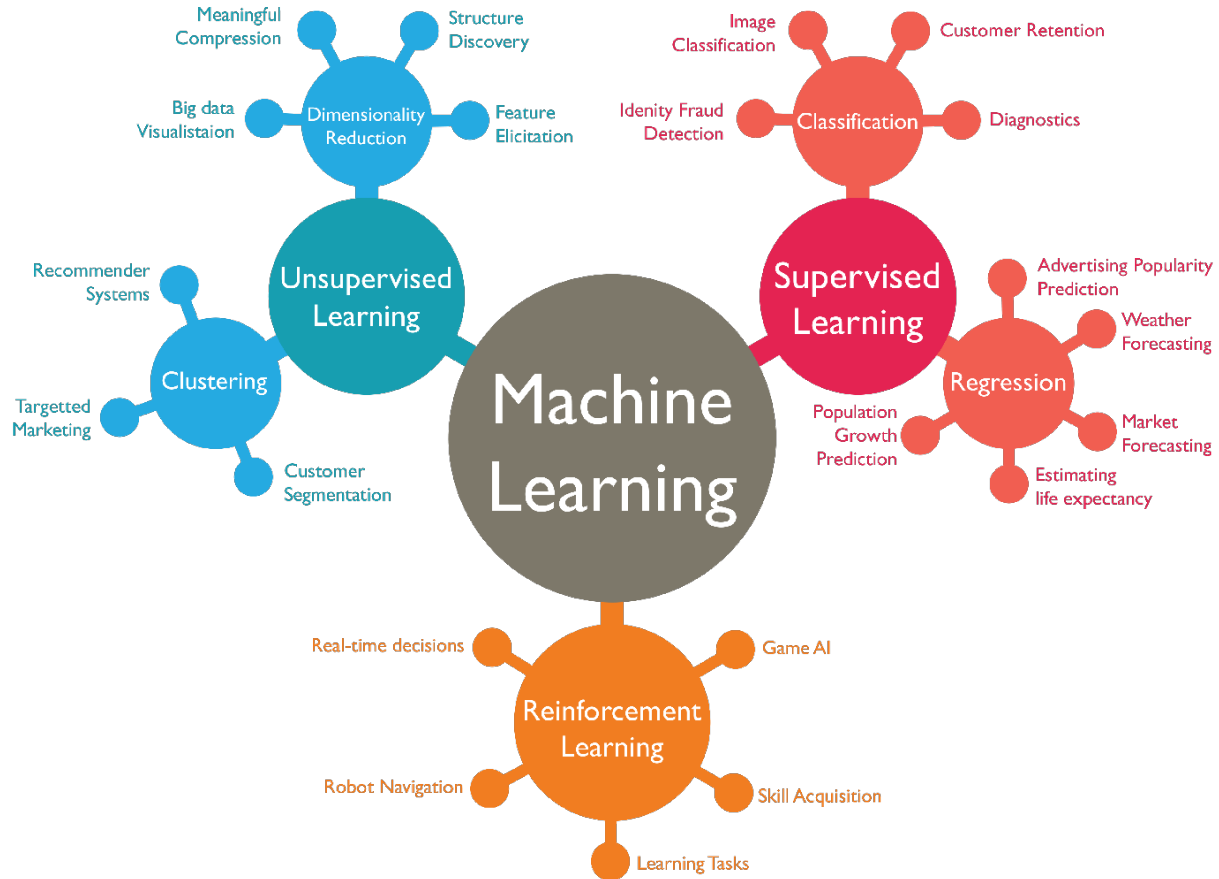 Meaningful
Compression
Structure
Discovery
Big data
Visualistaion
Dimensionality
Reduction
Feature
Elicitation
Image
Classification
Customer Retention
Idenity Fraud
Detection
Classification
Diagnostics
Recommender
Systems
Unsupervised
Learning
Clustering
Targetted
Marketing
Customer
Segmentation
Machine
Learning
Supervised
Learning
Advertising Popularity
Prediction
Weather
Forecasting
Regression
Population
Growth
Prediction
Market
Forecasting
Estimating
life expectancy
Real-time decisions
Game AI
Reinforcement
Learning
Robot Navigation
Skill Acquisition
Learning Tasks